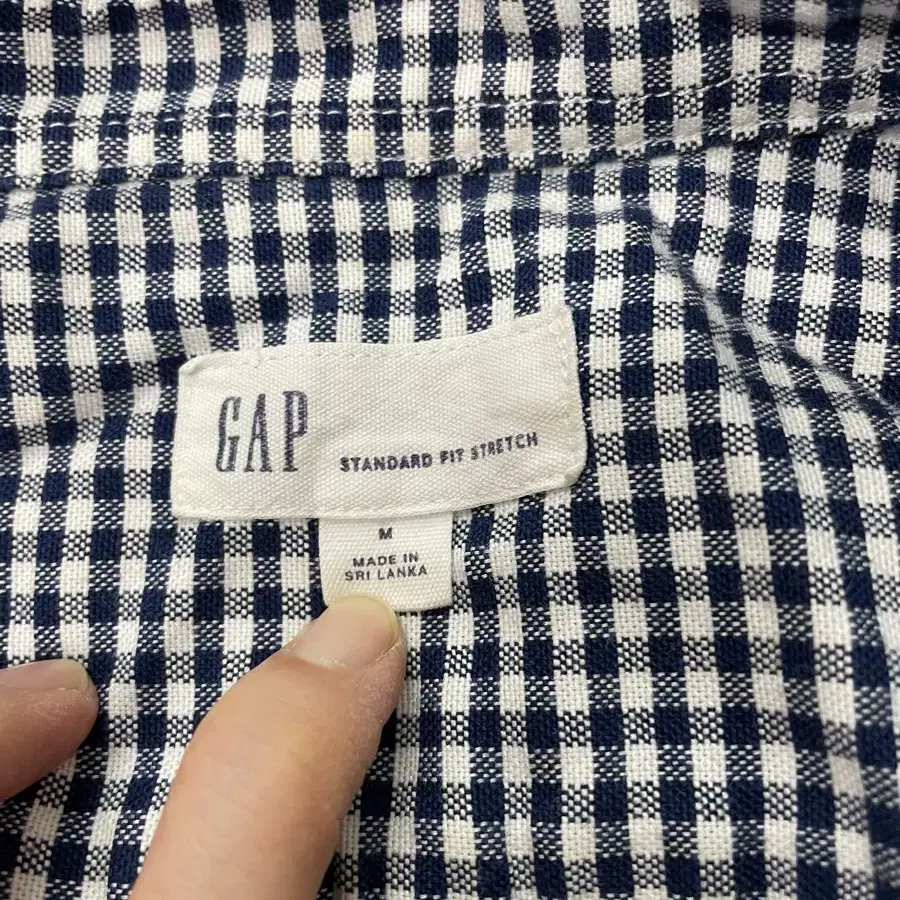 GAP
STANDARD FIT STRETCH
M
MADE IN
SRI LANKA